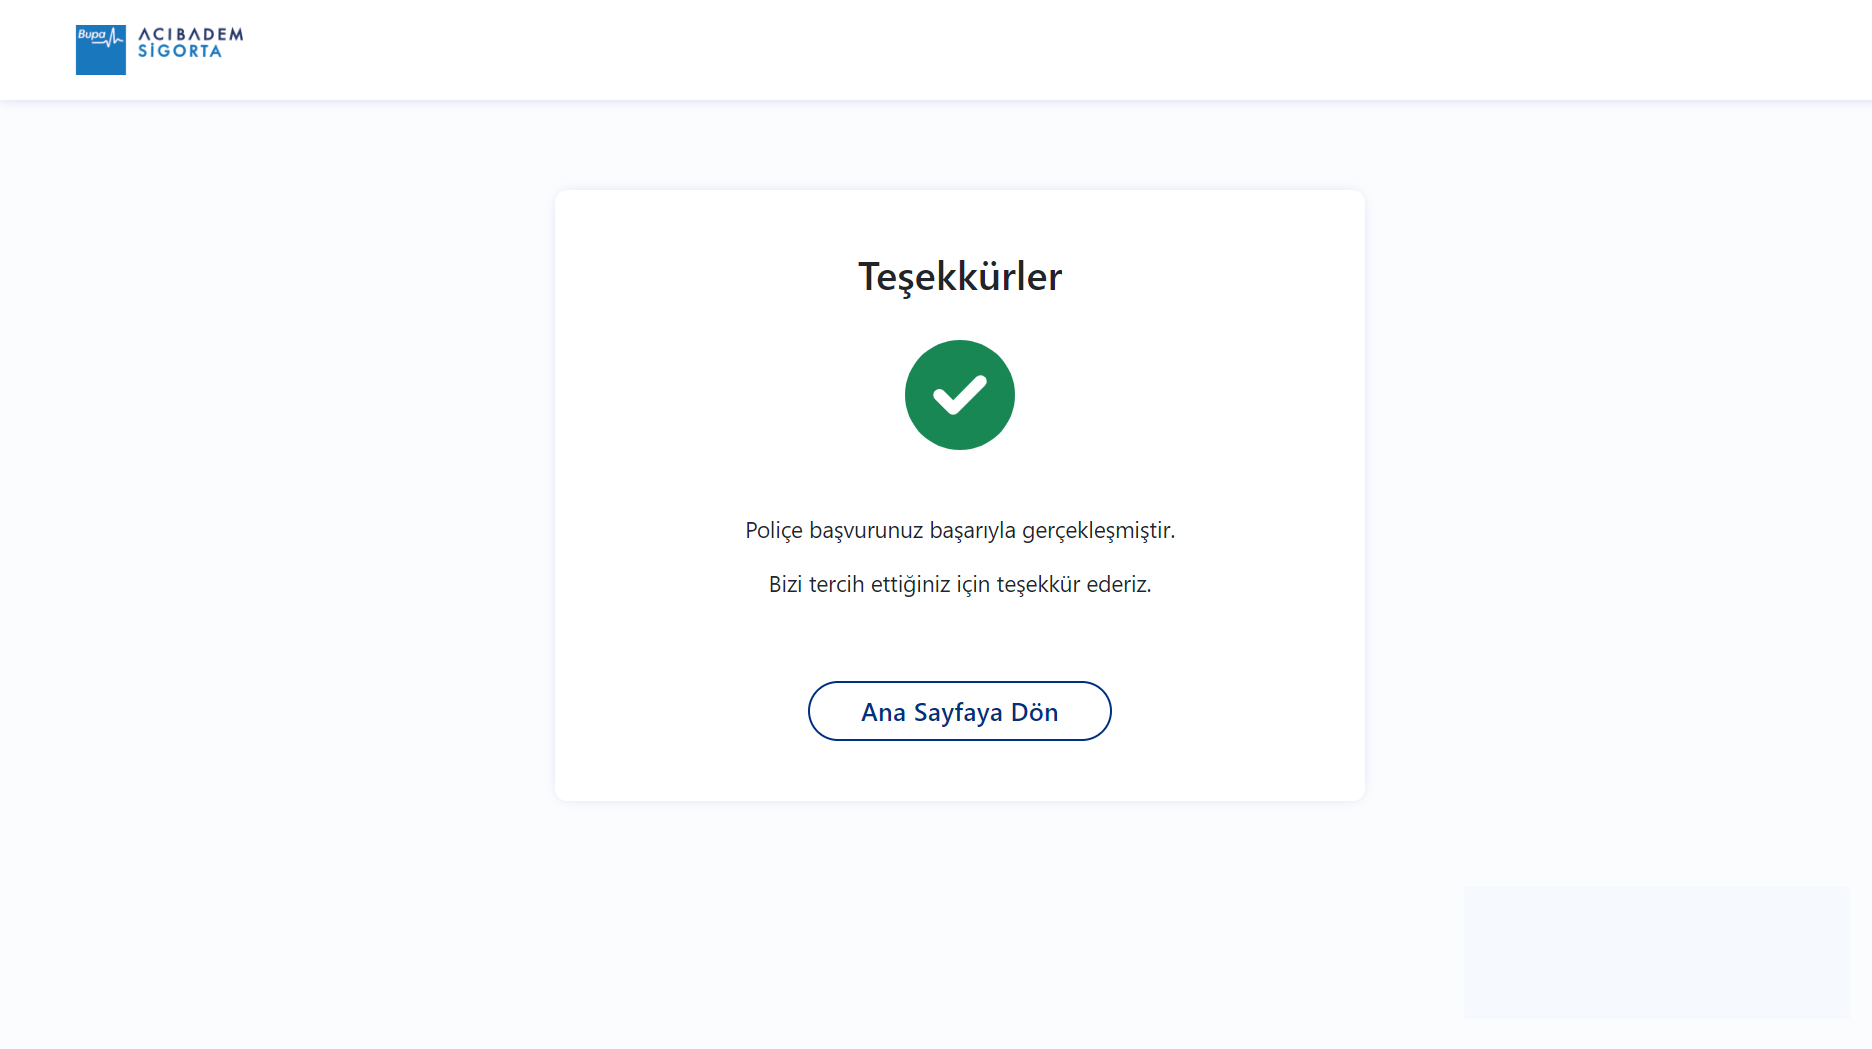 Bupa
ACIBADEM
SİGORTA
Teşekkürler
Poliçe başvurunuz başarıyla gerçekleşmiştir.
Bizi tercih ettiğiniz için teşekkür ederiz.
Ana Sayfaya Dön